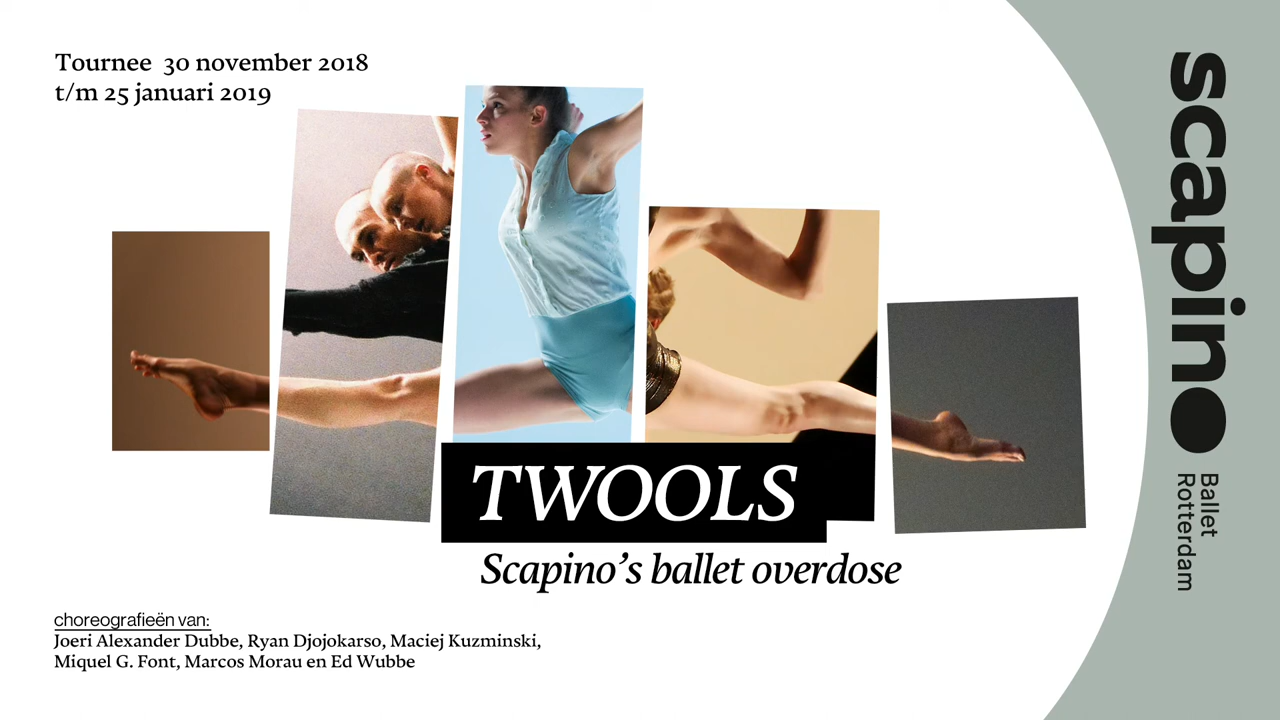 Tournee 30 november 2018
t/m 25 januari 2019
TWOOLS
Scapino’s ballet overdose
choreografieën van:
Joeri Alexander Dubbe, Ryan Djojokarso, Maciej Kuzminski,
Miquel G. Font, Marcos Morau en Ed Wubbe
scapino
Ballet
Rotterdam